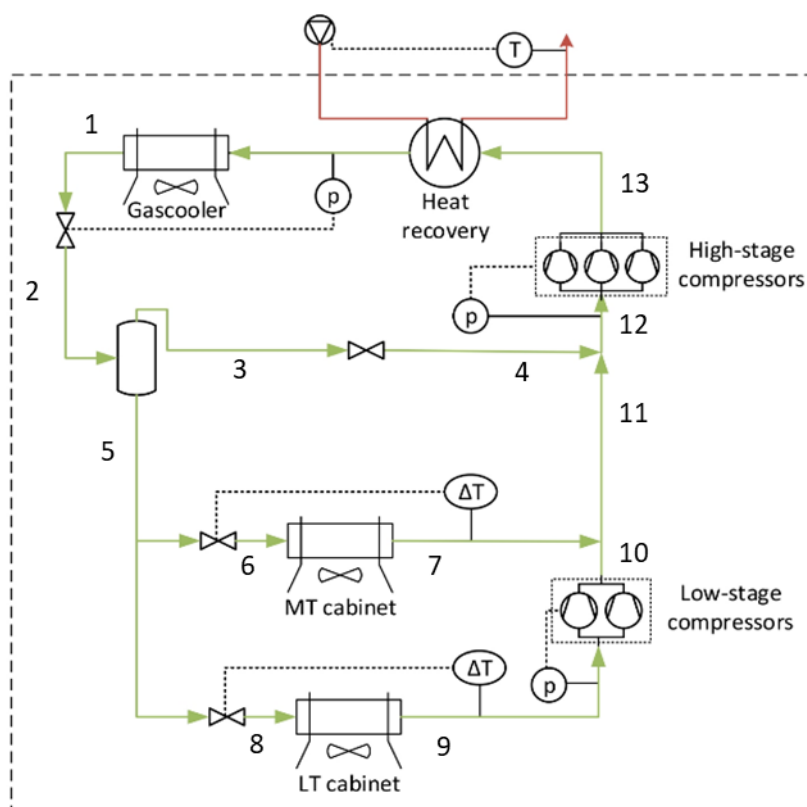 T
1
13
Gascooler
p
Heat
recovery
High-stage
compressors
2
p
12
3
4
11
5
ΔT
6
7
10
MT cabinet
Low-stage
compressors
ΔT
p
8
9
LT cabinet